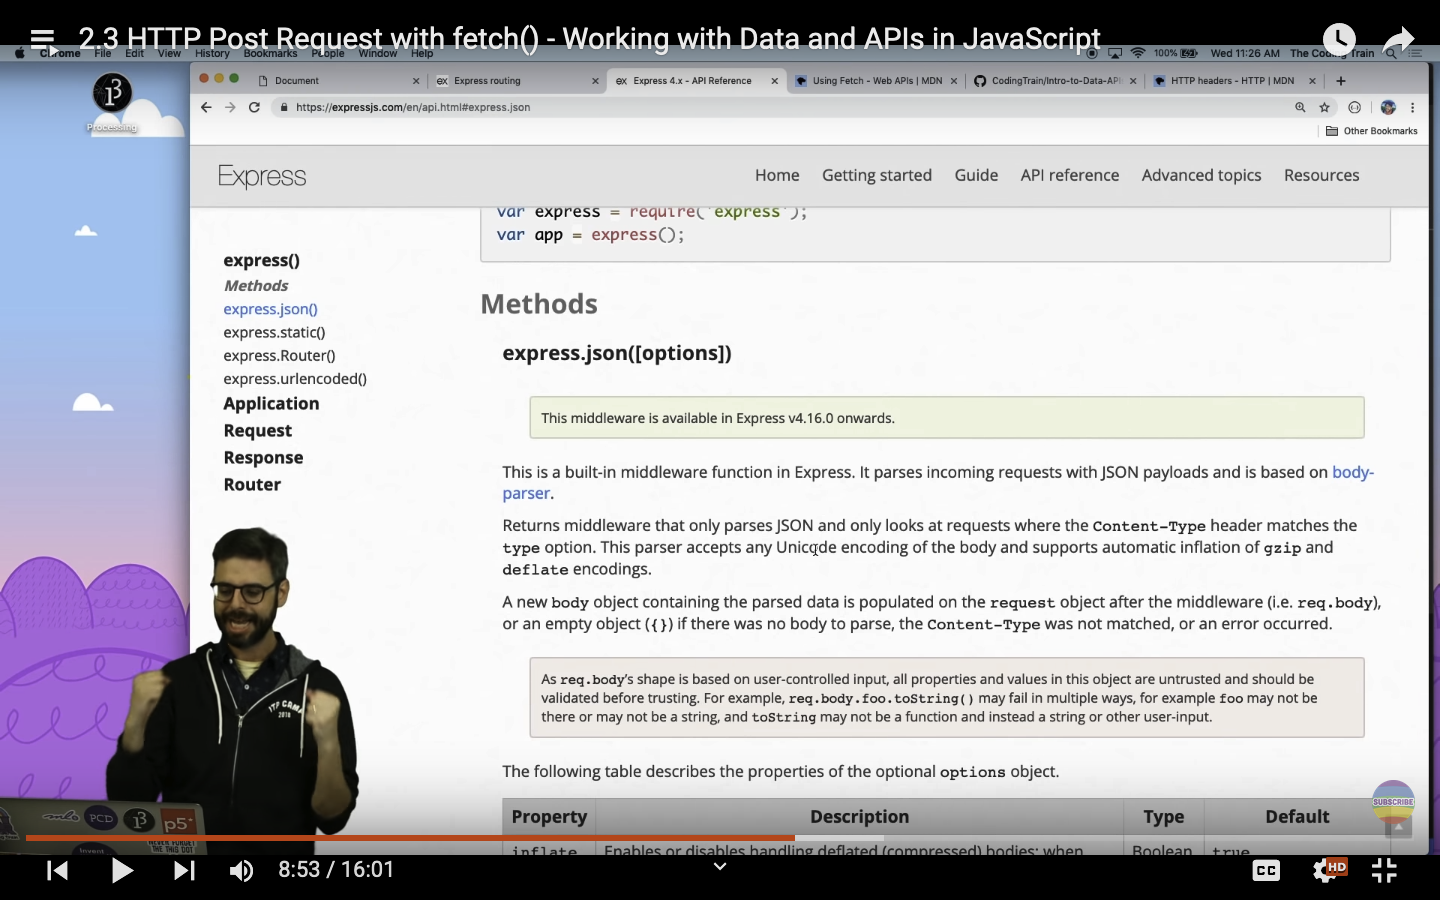 2.3 HTTP Post Request with fetch() - Working with Data and APIs in JavaScript
Chrome File Edit View History Bookmarks People Window Help 100% Wed 11:26 AM The Coding Train
Document Express routing Express 4.x - API Reference Using Fetch - Web APIs | MDN CodingTrain/Intro-to-Data-API HTTP headers - HTTP | MDN
https://expressjs.com/en/api.html#express.json
Processing
Other Bookmarks
Express Home Getting started Guide API reference Advanced topics Resources
var express = require('express');
var app = express();
express()
Methods
express.json()
express.static()
express.Router()
express.urlencoded()
Application
Request
Response
Router
Methods
express.json([options])
This middleware is available in Express v4.16.0 onwards.
This is a built-in middleware function in Express. It parses incoming requests with JSON payloads and is based on body-
parser.
Returns middleware that only parses JSON and only looks at requests where the Content-Type header matches the
type option. This parser accepts any Unicode encoding of the body and supports automatic inflation of gzip and
deflate encodings.
A new body object containing the parsed data is populated on the request object after the middleware (i.e. req.body),
or an empty object ({}) if there was no body to parse, the Content-Type was not matched, or an error occurred.
As req.body's shape is based on user-controlled input, all properties and values in this object are untrusted and should be
validated before trusting. For example, req.body.foo.toString() may fail in multiple ways, for example foo may not be
there or may not be a string, and toString may not be a function and instead a string or other user-input.
The following table describes the properties of the optional options object.
Property Description Type Default
inflate Enables or disables handling deflated (compressed) bodies; when Boolean true
ITP CAMP
2018
PCD
p5*
NEVER FORGET
THE THIS DOT
SUBSCRIBE
8:53 / 16:01
CC
HD